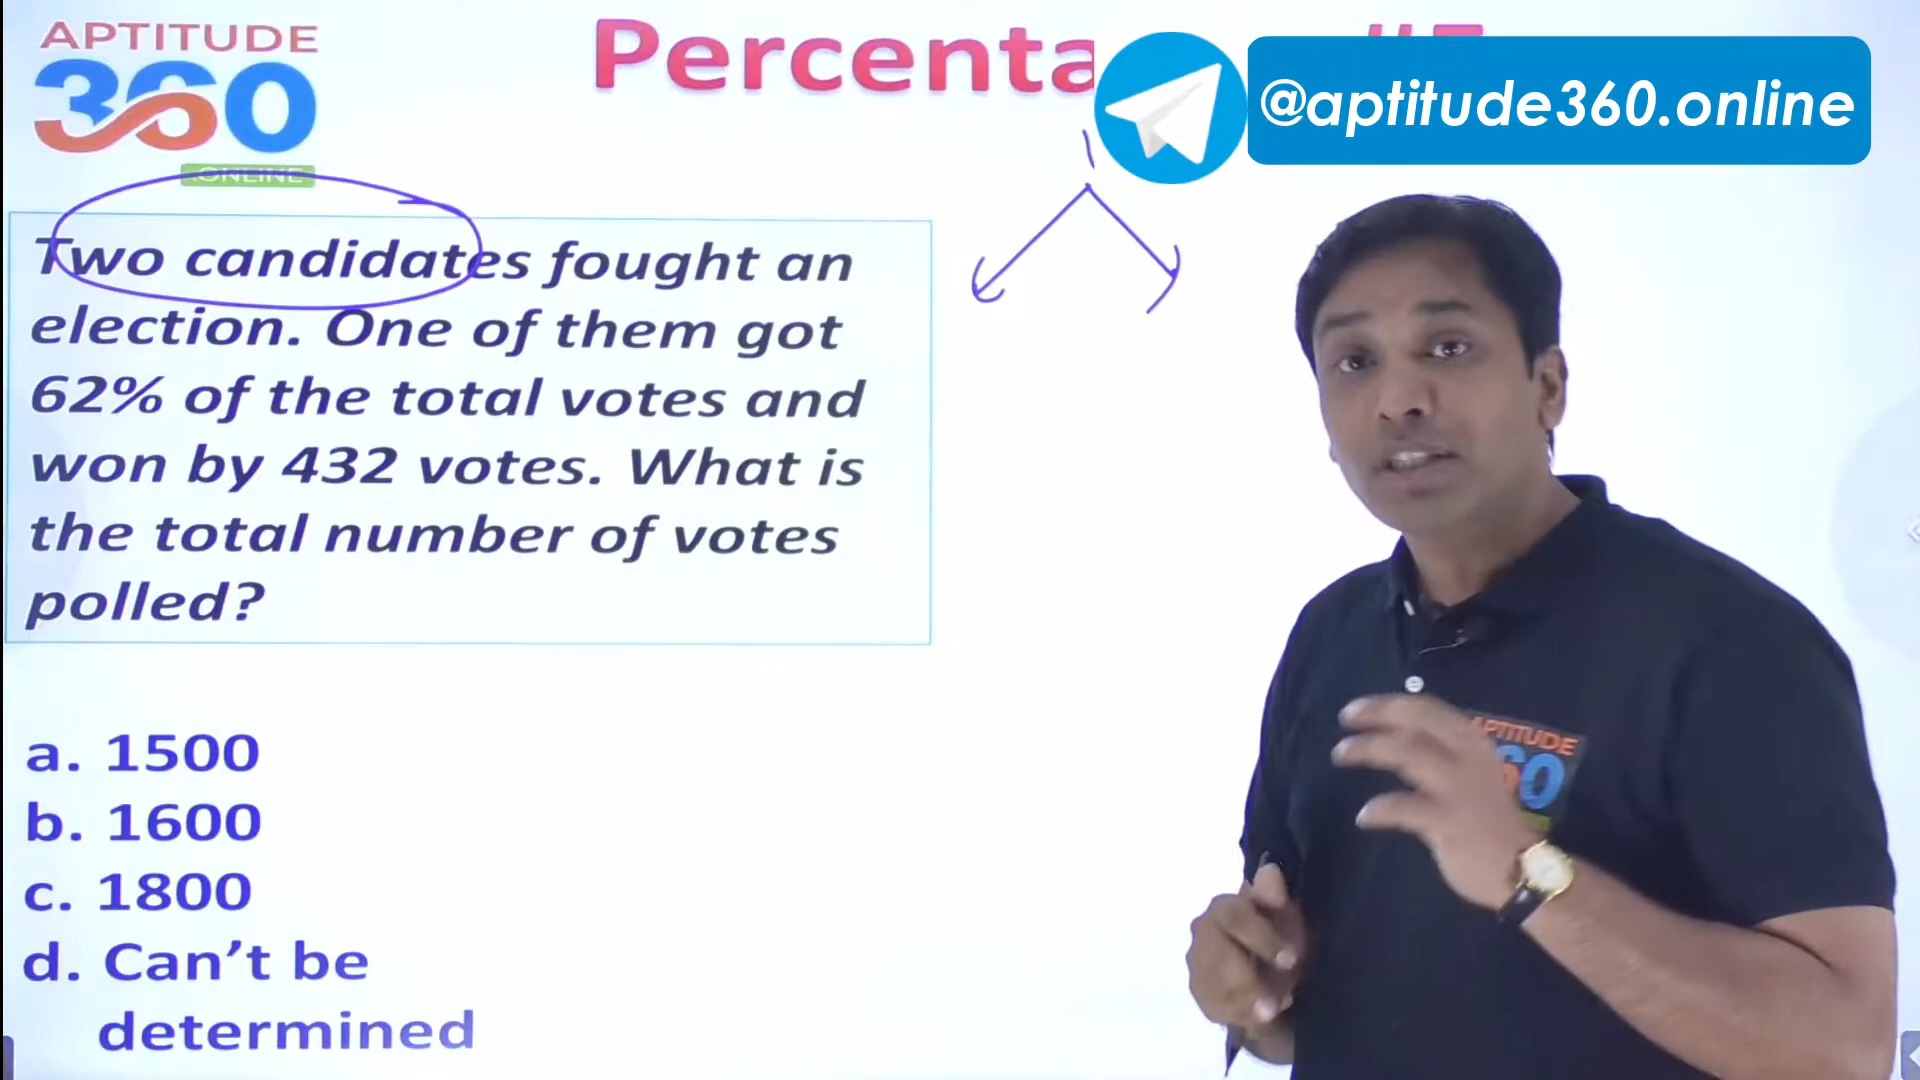 APTITUDE
360
.ONLINE
@aptitude360.online
Two candidates fought an
election. One of them got
62% of the total votes and
won by 432 votes. What is
the total number of votes
polled?
a. 1500
b. 1600
c. 1800
d. Can't be
determined
APTITUDE